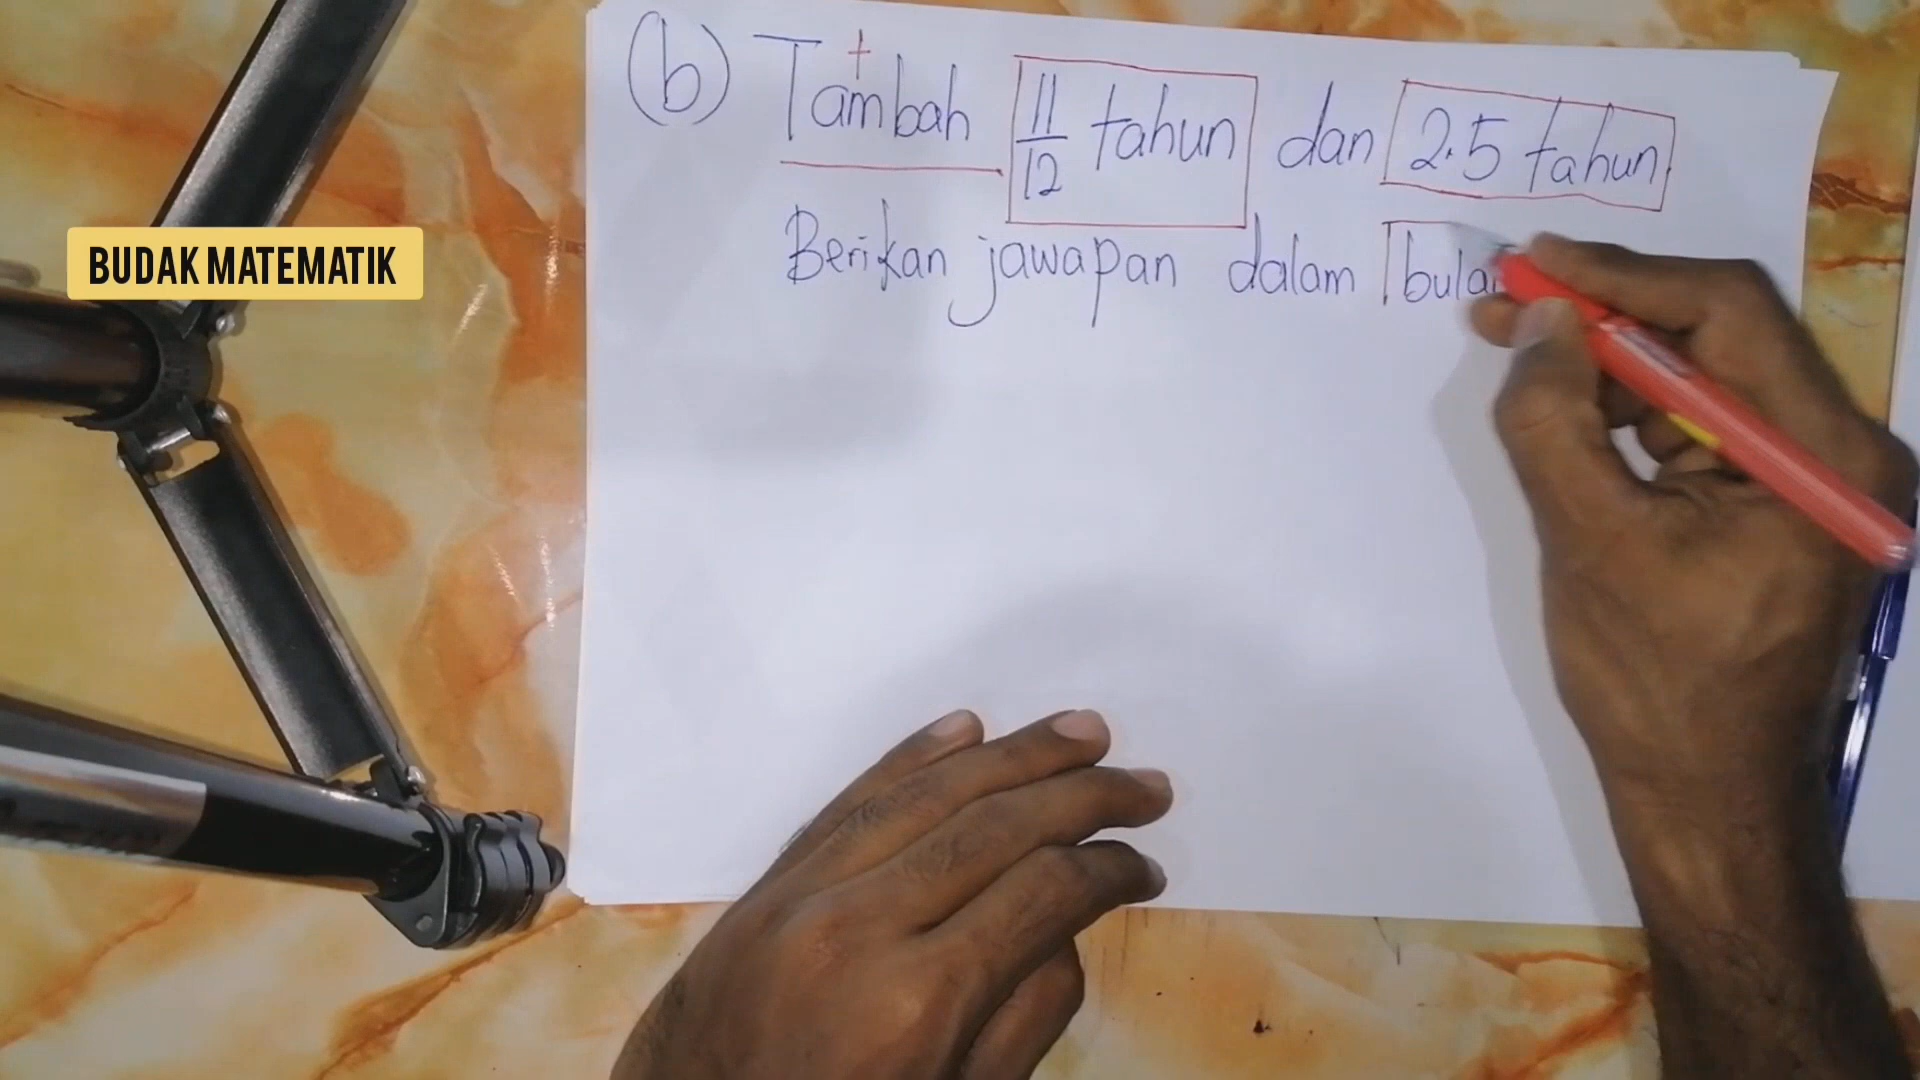 (b) Tambah 11/12 tahun dan 2.5 tahun
+
Berikan jawapan dalam
BUDAK MATEMATIK